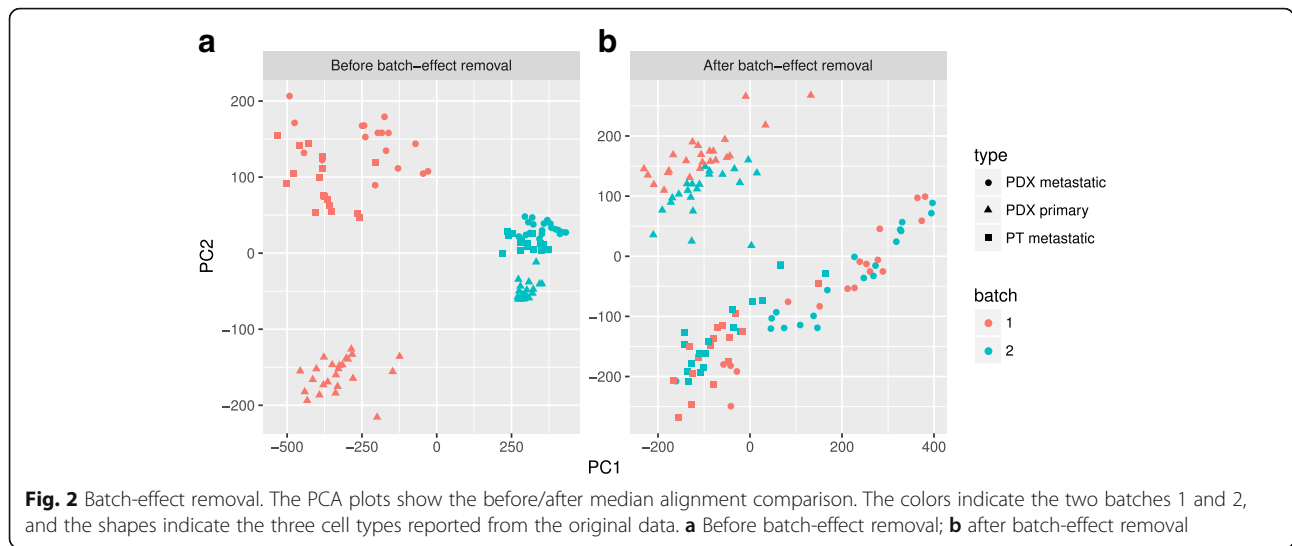 a
b
Before batch−effect removal
After batch−effect removal
200
100
0
−100
−200
PC2
−500
−250
0
250
200
100
0
−100
−200
−200
0
200
400
PC1
type
PDX metastatic
PDX primary
PT metastatic
batch
1
2
Fig. 2 Batch-effect removal. The PCA plots show the before/after median alignment comparison. The colors indicate the two batches 1 and 2,
and the shapes indicate the three cell types reported from the original data. a Before batch-effect removal; b after batch-effect removal